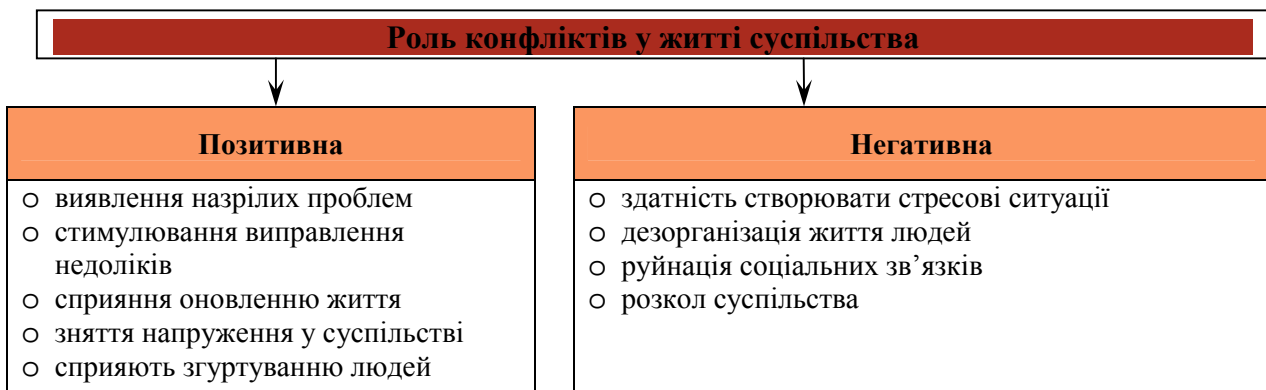 Роль конфліктів у житті суспільства
Позитивна
o виявлення назрілих проблем
o стимулювання виправлення
недоліків
o сприяння оновленню життя
o зняття напруження у суспільстві
o сприяють згуртуванню людей
Негативна
o здатність створювати стресові ситуації
o дезорганізація життя людей
o руйнація соціальних зв’язків
o розкол суспільства